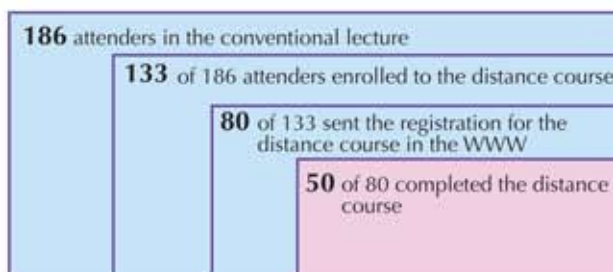 186 attenders in the conventional lecture
133 of 186 attenders enrolled to the distance course
80 of 133 sent the registration for the
distance course in the WWW
50 of 80 completed the distance
course